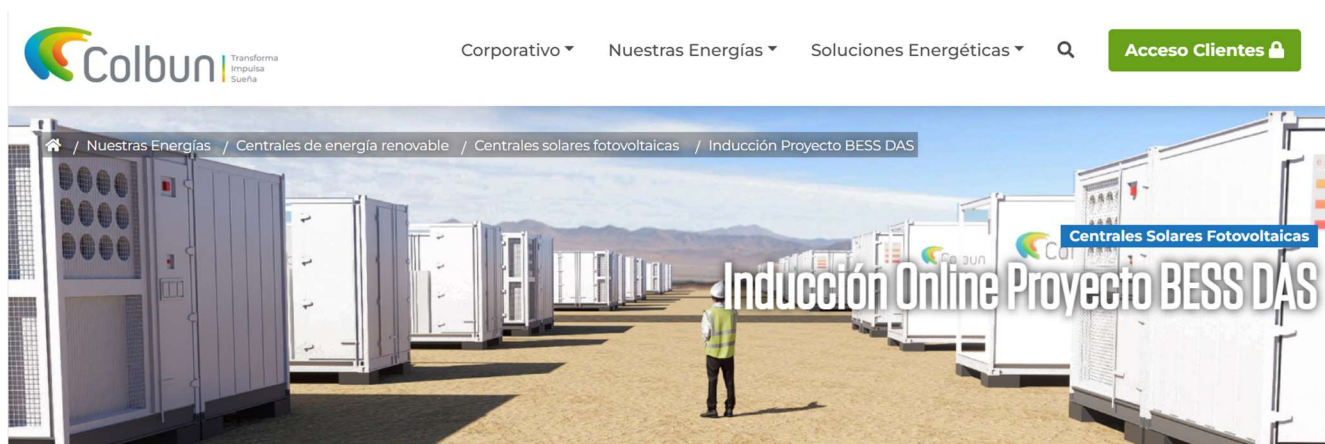 Colbun
Transforma
Impulsa
Sueña
Corporativo
Nuestras Energías
Soluciones Energéticas
Acceso Clientes
/ Nuestras Energías / Centrales de energía renovable / Centrales solares fotovoltaicas / Inducción Proyecto BESS DAS
Centrales Solares Fotovoltaicas
Inducción Online Proyecto BESS DAS